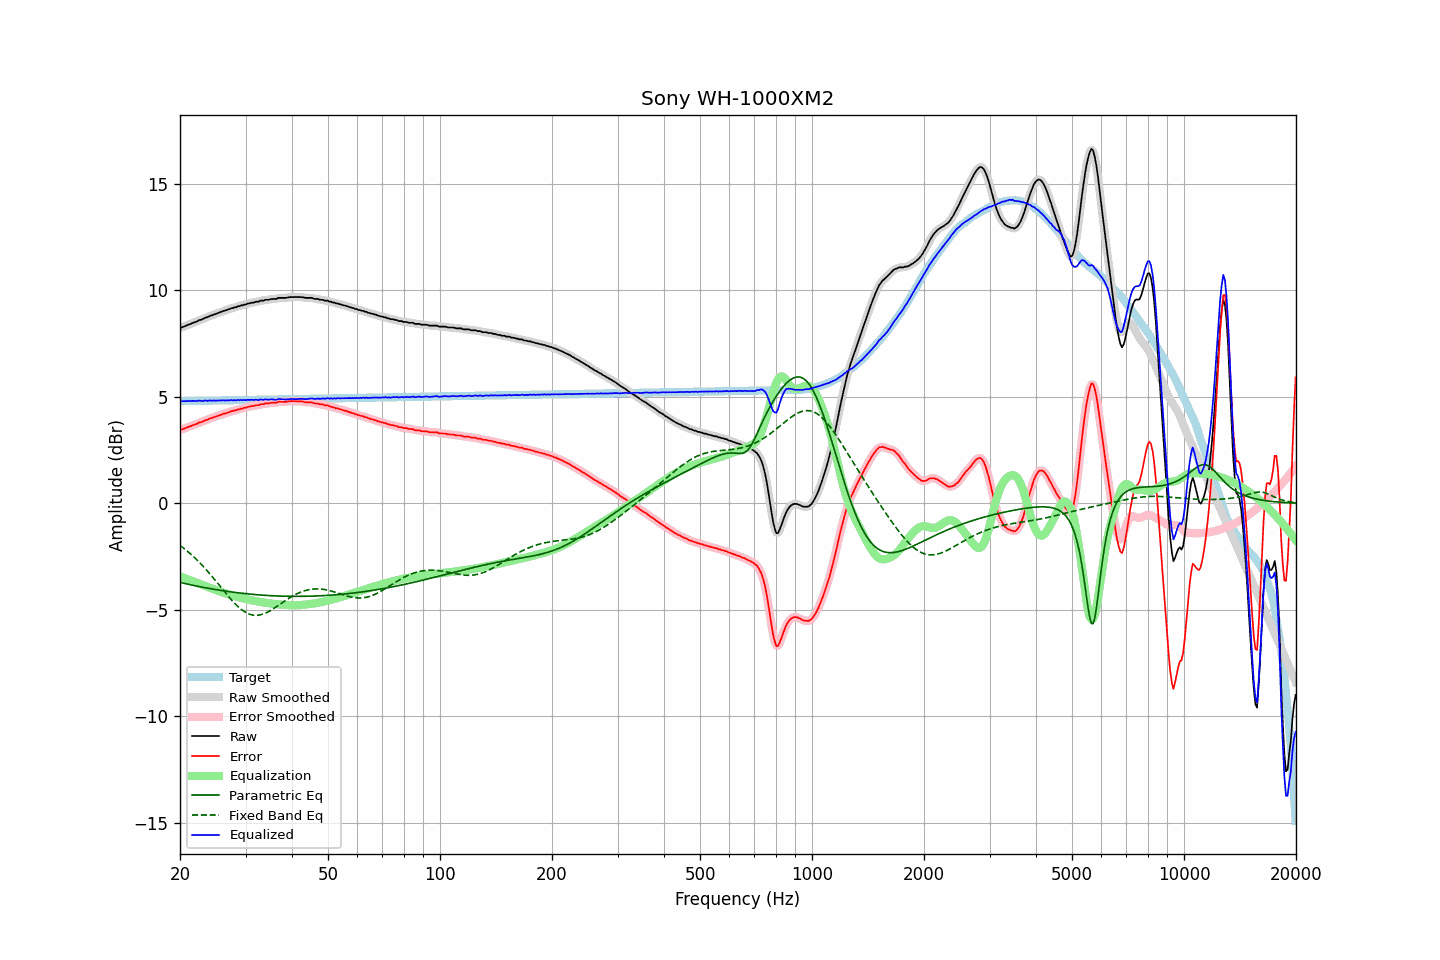 Sony WH-1000XM2
Amplitude (dBr)
15
10
5
0
−5
−10
−15
Target
Raw Smoothed
Error Smoothed
Raw
Error
Equalization
Parametric Eq
Fixed Band Eq
Equalized
20 50 100 200 500 1000 2000 5000 10000 20000
Frequency (Hz)